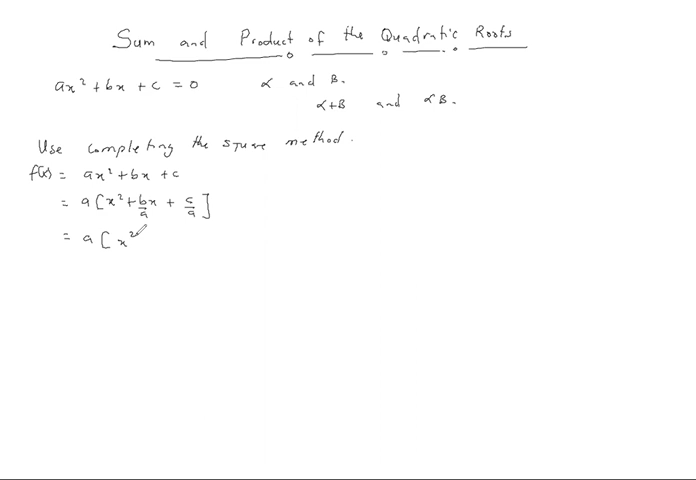 Sum and Product of the Quadratic Roots
ax² + bx + c = 0 α and β.
α+β and αβ.
Use completing the square method.
f(x) = ax² + bx + c
= a[x² + bx/a + c/a]
= a[x²